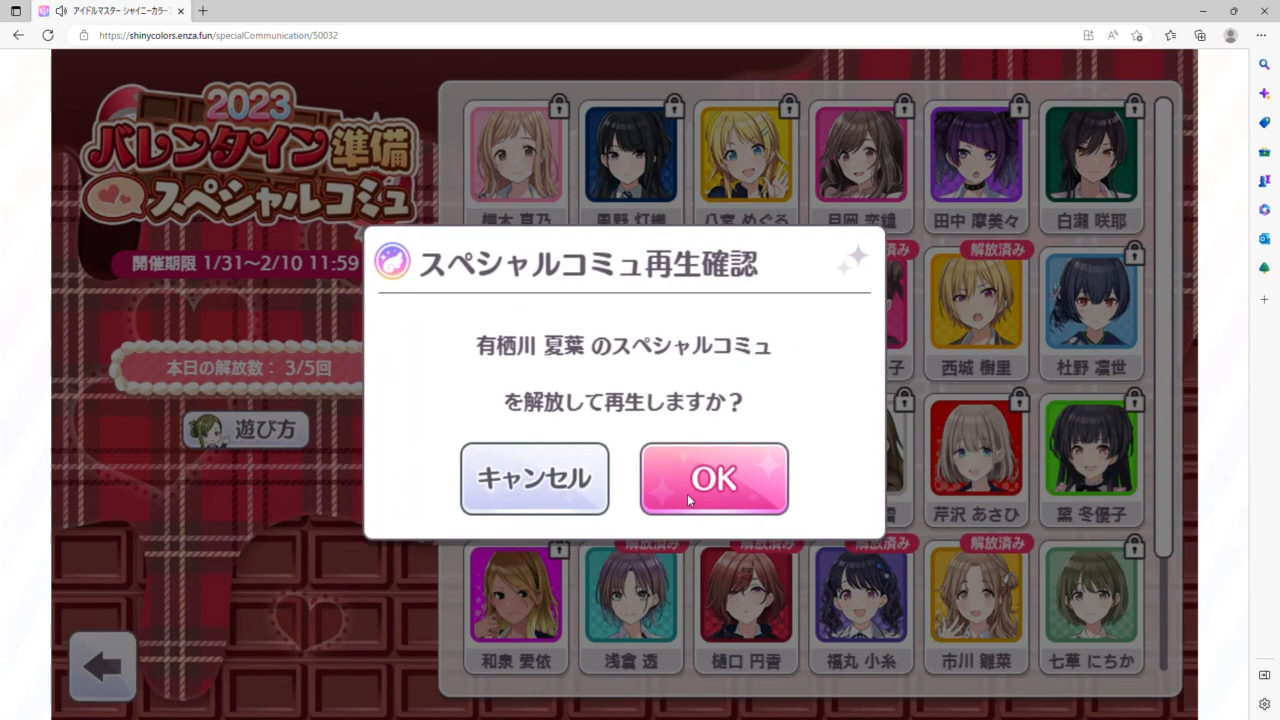 アイドルマスター シャイニーカラー
https://shinycolors.enza.fun/specialCommunication/50032
2023
バレンタイン準備
スペシャルコミュ
開催期限 1/31～2/10 11:59
本日の解放数： 3/5回
遊び方
櫻木 真乃
風野 灯織
八宮 めぐる
月岡 恋鐘
田中 摩美々
白瀬 咲耶
済み
解放済み
子
西城 樹里
杜野 凛世
芹沢 あさひ
黛 冬優子
解放済み
解放済み
解放済み
解放済み
和泉 愛依
浅倉 透
樋口 円香
福丸 小糸
市川 雛菜
七草 にちか
スペシャルコミュ再生確認
有栖川 夏葉 のスペシャルコミュ
を解放して再生しますか？
キャンセル
OK